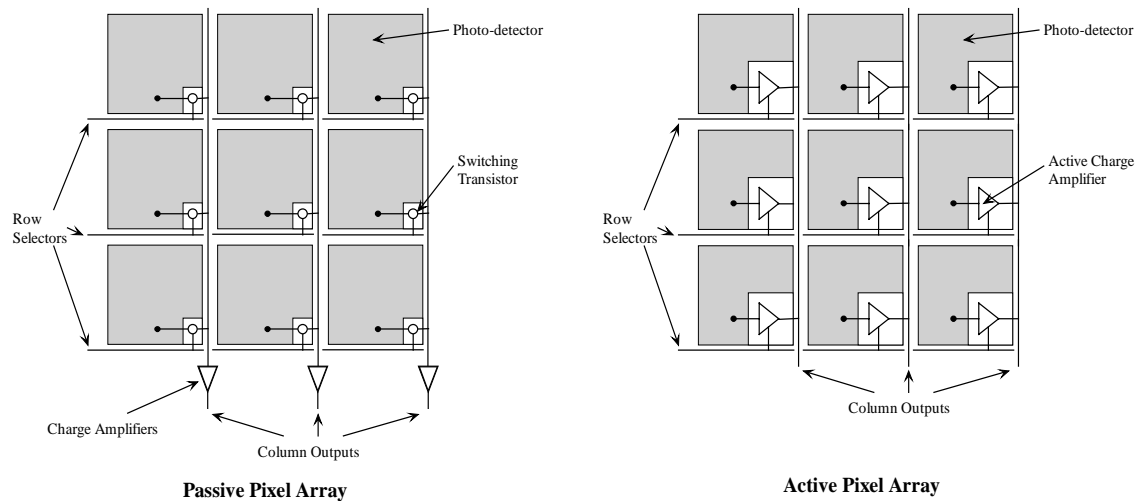 Photo-detector
Switching
Transistor
Row
Selectors
Charge Amplifiers
Column Outputs
Passive Pixel Array
Photo-detector
Active Charge
Amplifier
Row
Selectors
Column Outputs
Active Pixel Array